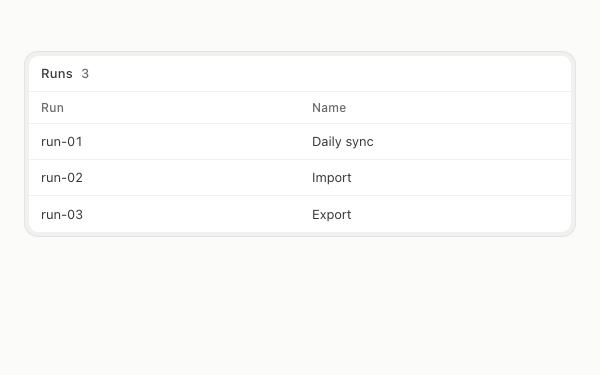 Runs 3
Run Name
run-01 Daily sync
run-02 Import
run-03 Export